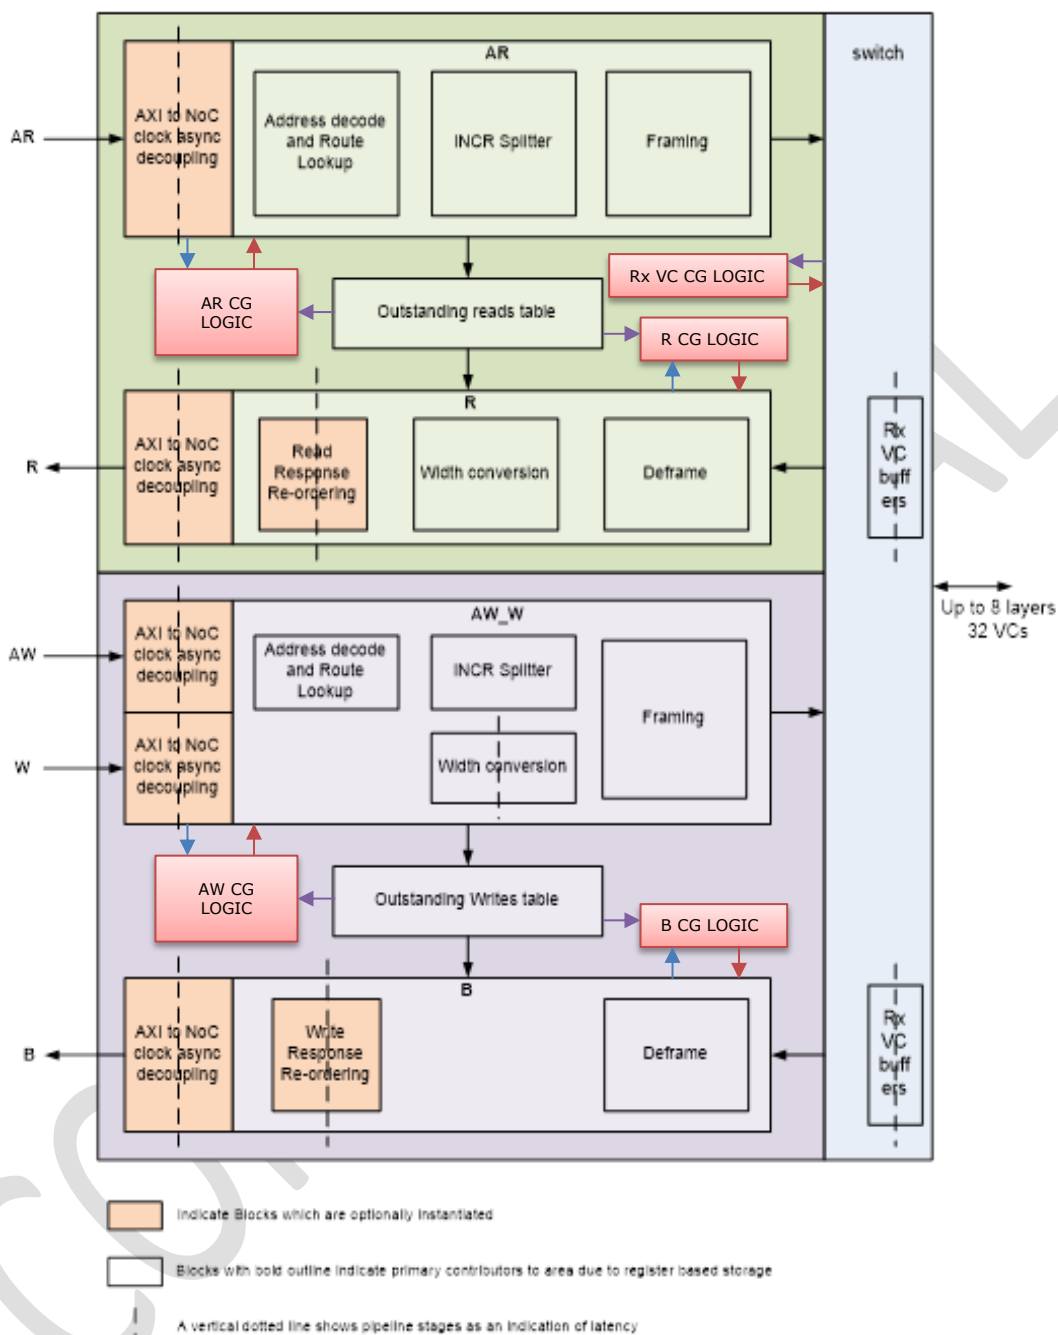 AR
switch
AXI to NoC
clock async
decoupling
Address decode
and Route
Lookup
INCR Splitter
Framing
AR
Rx VC CG LOGIC
AR CG
LOGIC
Outstanding reads table
R CG LOGIC
R
AXI to NoC
clock async
decoupling
Read
Response
Re-ordering
Width conversion
Deframe
R
Rx
VC
buff
ers
Up to 8 layers
32 VCs
AW_W
AXI to NoC
clock async
decoupling
Address decode
and Route
Lookup
INCR Splitter
AW
Framing
AXI to NoC
clock async
decoupling
Width conversion
W
AW CG
LOGIC
Outstanding Writes table
B CG LOGIC
B
AXI to NoC
clock async
decoupling
Write
Response
Re-ordering
Deframe
B
Rx
VC
buff
ers
Indicate Blocks which are optionally instantiated
Blocks with bold outline indicate primary contributors to area due to register based storage
A vertical dotted line shows pipeline stages as an indication of latency